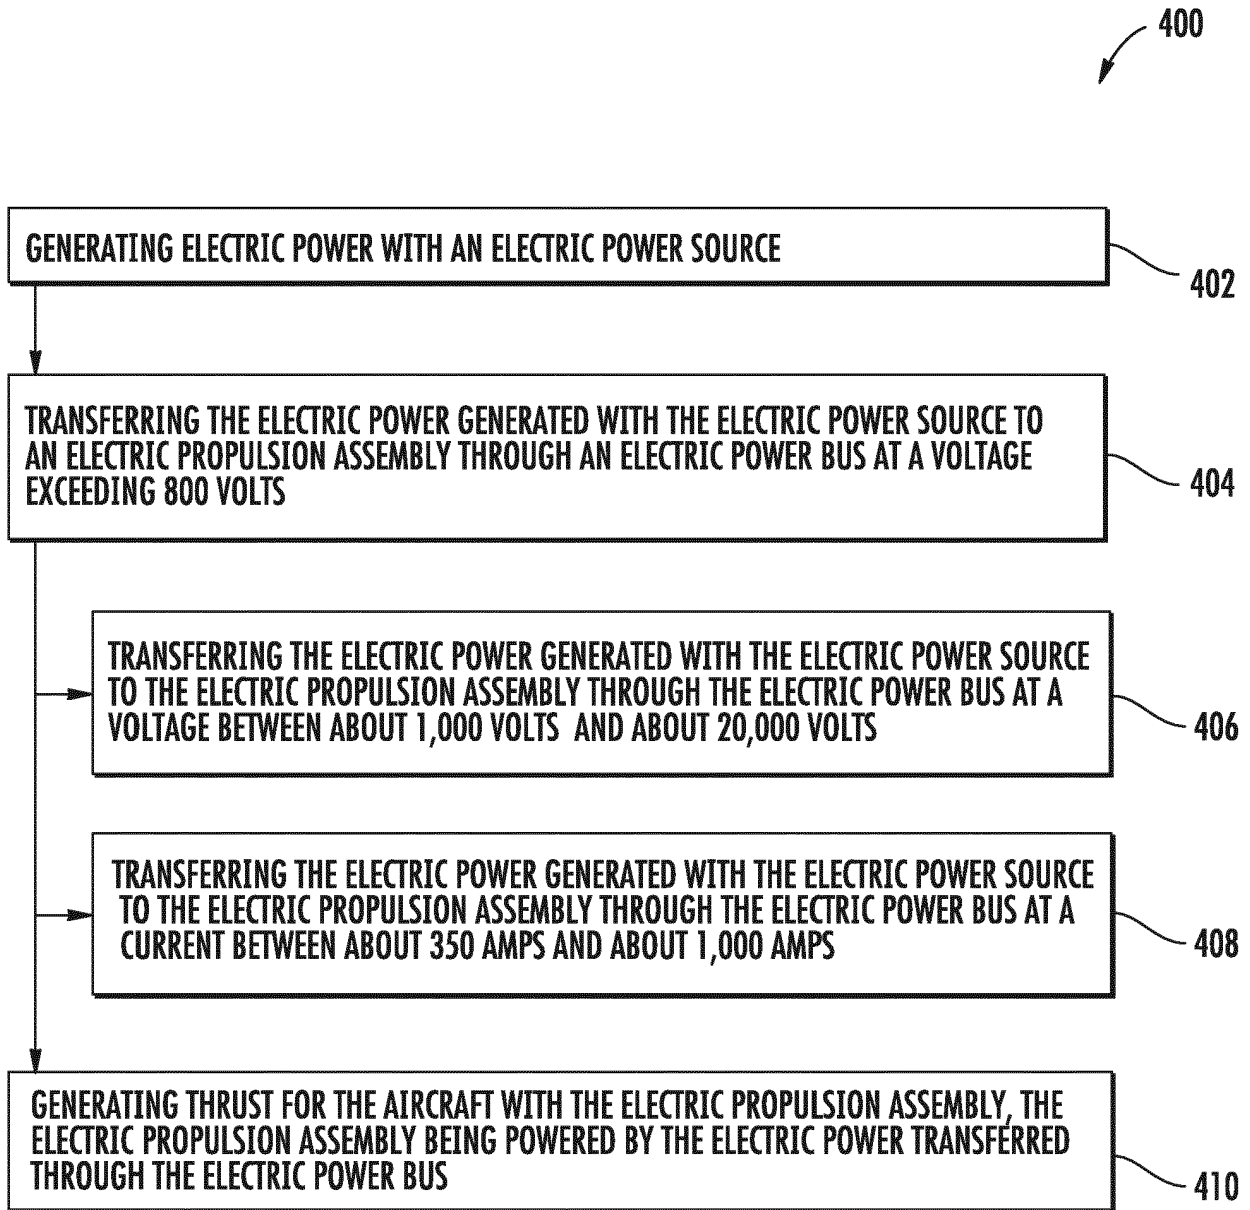 400
GENERATING ELECTRIC POWER WITH AN ELECTRIC POWER SOURCE
402
TRANSFERRING THE ELECTRIC POWER GENERATED WITH THE ELECTRIC POWER SOURCE TO
AN ELECTRIC PROPULSION ASSEMBLY THROUGH AN ELECTRIC POWER BUS AT A VOLTAGE
EXCEEDING 800 VOLTS
404
TRANSFERRING THE ELECTRIC POWER GENERATED WITH THE ELECTRIC POWER SOURCE
TO THE ELECTRIC PROPULSION ASSEMBLY THROUGH THE ELECTRIC POWER BUS AT A
VOLTAGE BETWEEN ABOUT 1,000 VOLTS AND ABOUT 20,000 VOLTS
406
TRANSFERRING THE ELECTRIC POWER GENERATED WITH THE ELECTRIC POWER SOURCE
TO THE ELECTRIC PROPULSION ASSEMBLY THROUGH THE ELECTRIC POWER BUS AT A
CURRENT BETWEEN ABOUT 350 AMPS AND ABOUT 1,000 AMPS
408
GENERATING THRUST FOR THE AIRCRAFT WITH THE ELECTRIC PROPULSION ASSEMBLY, THE
ELECTRIC PROPULSION ASSEMBLY BEING POWERED BY THE ELECTRIC POWER TRANSFERRED
THROUGH THE ELECTRIC POWER BUS
410